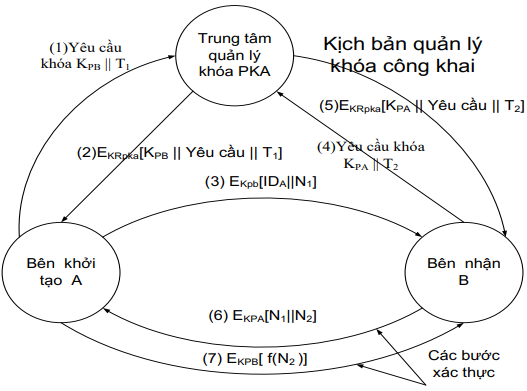 (1)Yêu cầu
khóa KPB || T1
Trung tâm
quản lý
khóa PKA
Kịch bản quản lý
khóa công khai
(5)EKRpka[KPA || Yêu cầu || T2]
(2)EKRpka[KPB || Yêu cầu || T1]
(4)Yêu cầu khóa
KPA || T2
(3) EKpb[IDA||N1]
Bên khởi
tạo A
Bên nhận
B
(6) EKPA[N1||N2]
(7) EKPB[ f(N2 )]
Các bước
xác thực